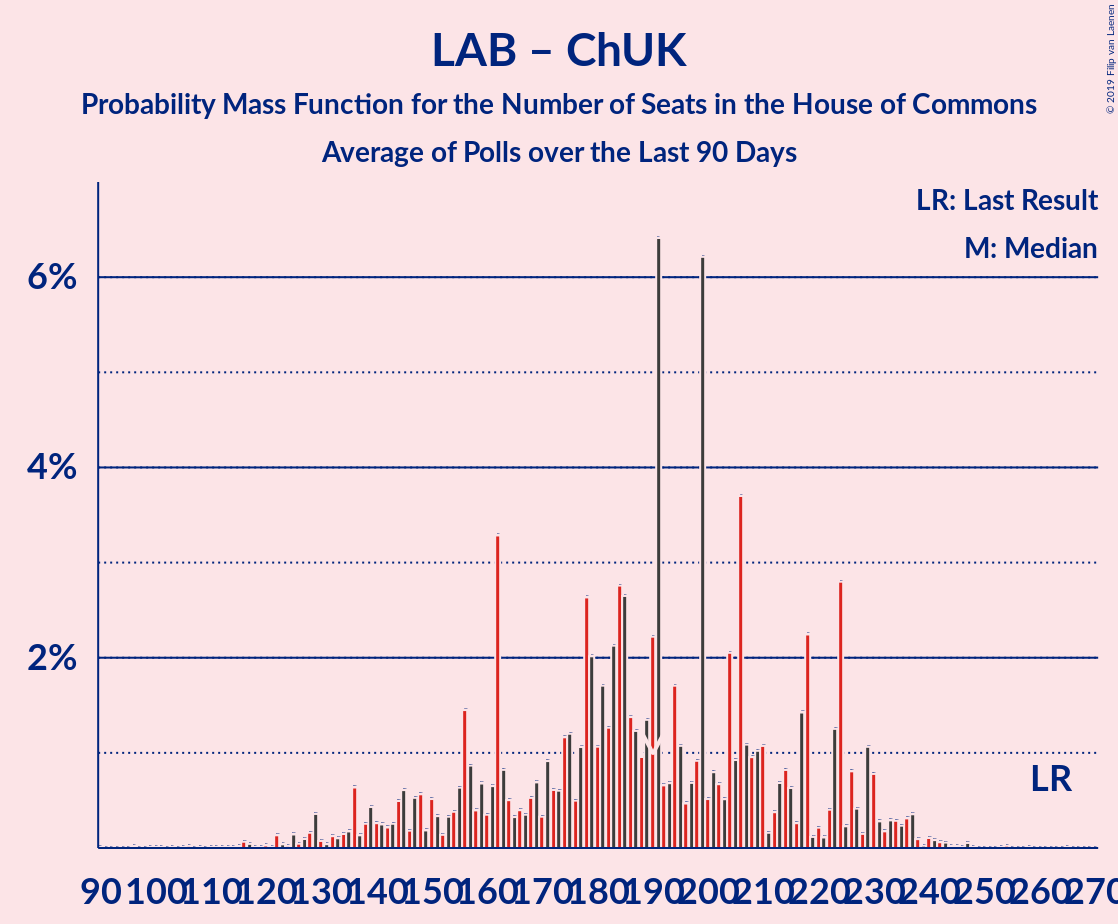 LAB – ChUK
Probability Mass Function for the Number of Seats in the House of Commons
Average of Polls over the Last 90 Days
© 2019 Filip van Laenen
LR: Last Result
M: Median
6%
4%
2%
LR
90 100 110 120 130 140 150 160 170 180 190 200 210 220 230 240 250 260 270